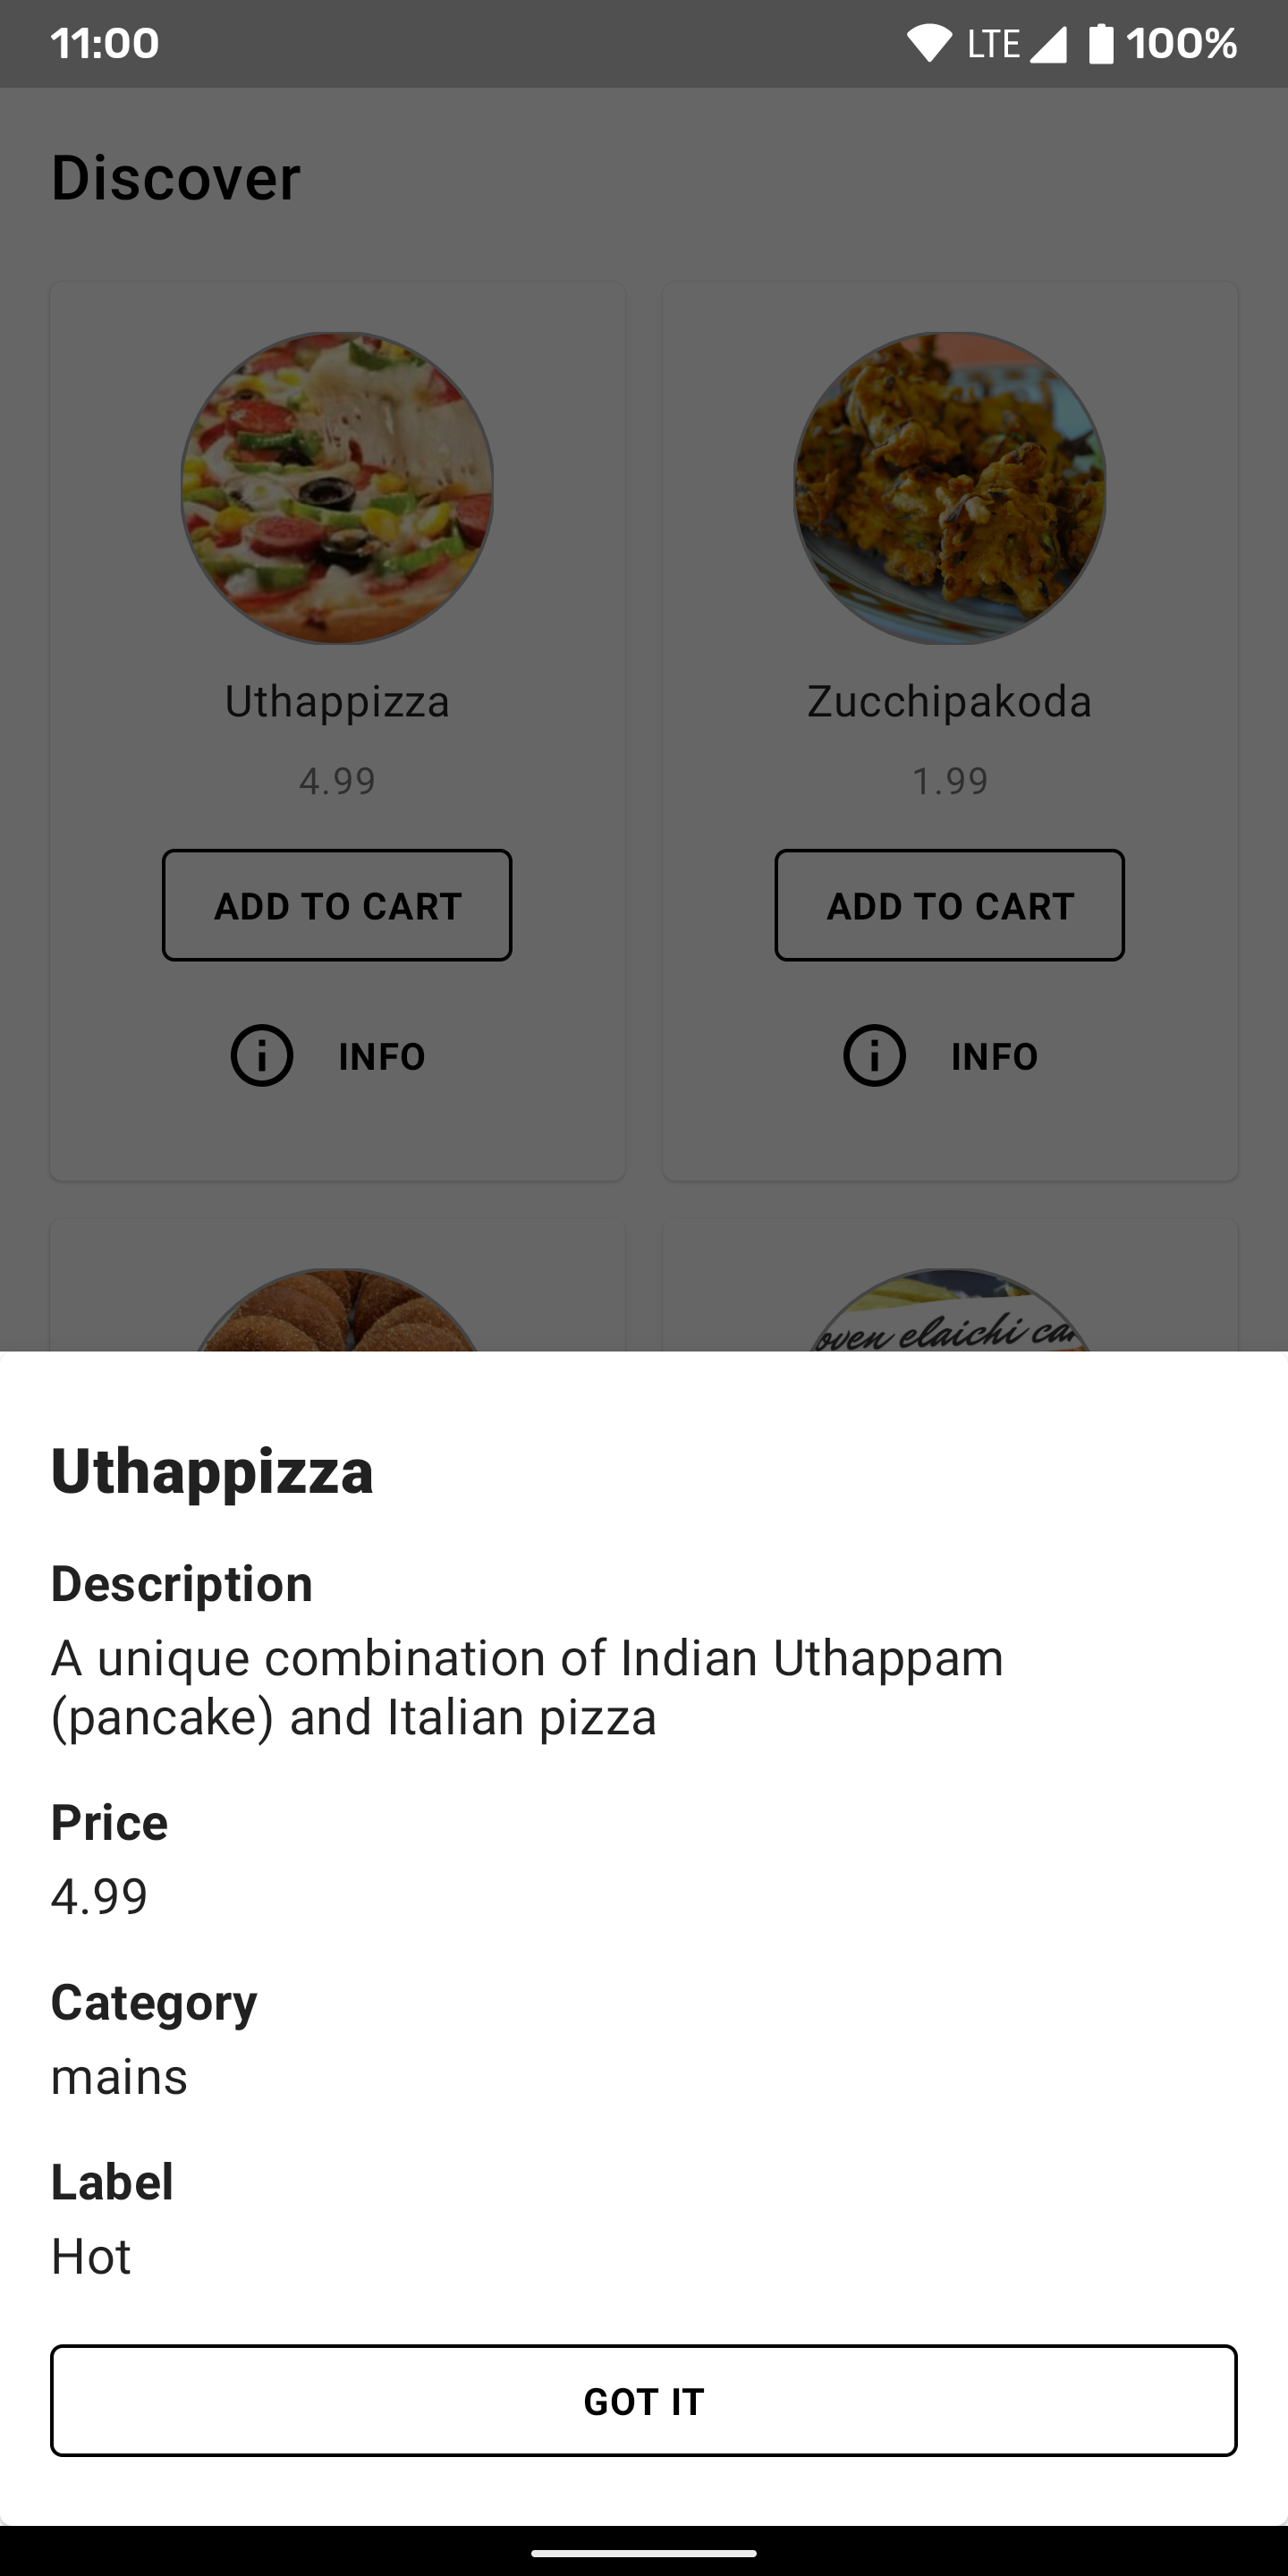 11:00
LTE 100%
Discover
Uthappizza
4.99
ADD TO CART
INFO
Zucchipakoda
1.99
ADD TO CART
INFO
oven elaichi
Uthappizza
Description
A unique combination of Indian Uthappam
(pancake) and Italian pizza
Price
4.99
Category
mains
Label
Hot
GOT IT